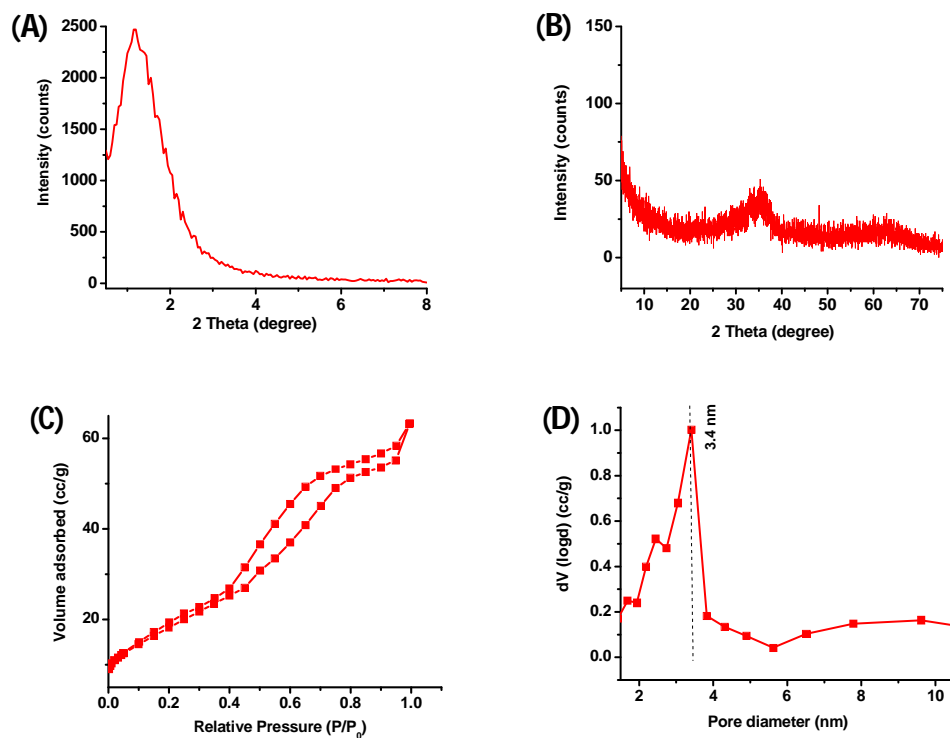 (A)
2500
2000
1500
1000
500
0
Intensity (counts)
2 4 6 8
2 Theta (degree)
(B)
150
100
50
0
Intensity (counts)
10 20 30 40 50 60 70
2 Theta (degree)
(C)
60
40
20
Volume adsorbed (cc/g)
0.0 0.2 0.4 0.6 0.8 1.0
Relative Pressure (P/P0)
(D)
3.4 nm
1.0
0.8
0.6
0.4
0.2
0.0
dV (logd) (cc/g)
2 4 6 8 10
Pore diameter (nm)